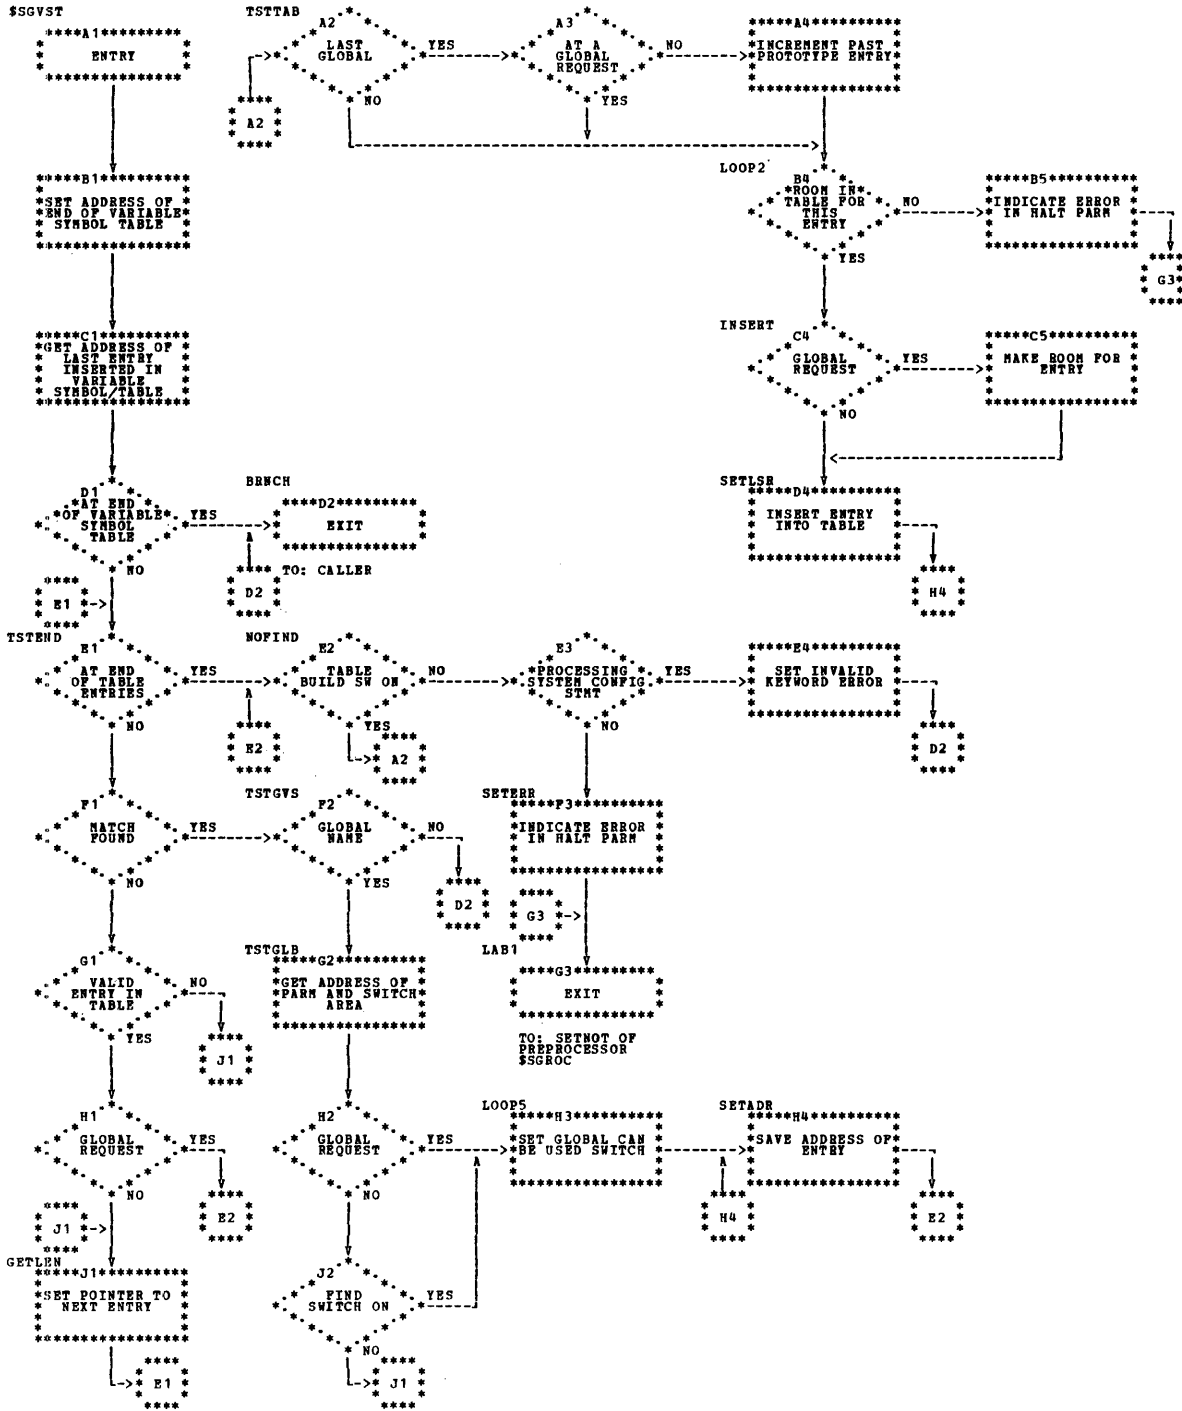 $SGVST
A1
ENTRY
B1
SET ADDRESS OF
END OF VARIABLE
SYMBOL TABLE
C1
GET ADDRESS OF
LAST ENTRY
INSERTED IN
VARIABLE
SYMBOL/TABLE
D1
AT END
OF VARIABLE
SYMBOL
TABLE
YES
NO
BRNCH
D2
EXIT
TO: CALLER
D2
E1
TSTEND
E1
AT END
OF TABLE
ENTRIES
YES
NO
E2
NOFIND
E2
TABLE
BUILD SW ON
NO
YES
A2
E3
PROCESSING
SYSTEM CONFIG
STMT
YES
NO
E4
SET INVALID
KEYWORD ERROR
D2
F1
MATCH
FOUND
YES
NO
TSTGVS
F2
GLOBAL
NAME
NO
YES
D2
SETERR
F3
INDICATE ERROR
IN HALT PARM
G3
LAB1
G3
EXIT
TO: SETNOT OF
PREPROCESSOR
$SGROC
G1
VALID
ENTRY IN
TABLE
NO
YES
J1
TSTGLB
G2
GET ADDRESS OF
PARM AND SWITCH
AREA
H1
GLOBAL
REQUEST
YES
NO
E2
H2
GLOBAL
REQUEST
YES
NO
LOOP5
H3
SET GLOBAL CAN
BE USED SWITCH
SETADR
H4
SAVE ADDRESS OF
ENTRY
H4
E2
J1
GETLEN
J1
SET POINTER TO
NEXT ENTRY
E1
J2
FIND
SWITCH ON
YES
NO
J1
TSTTAB
A2
LAST
GLOBAL
YES
NO
A2
A3
AT A
GLOBAL
REQUEST
NO
YES
A4
INCREMENT PAST
PROTOTYPE ENTRY
LOOP2
B4
ROOM IN
TABLE FOR
THIS
ENTRY
NO
YES
B5
INDICATE ERROR
IN HALT PARM
G3
INSERT
C4
GLOBAL
REQUEST
YES
NO
C5
MAKE ROOM FOR
ENTRY
SETLSR
D4
INSERT ENTRY
INTO TABLE
H4